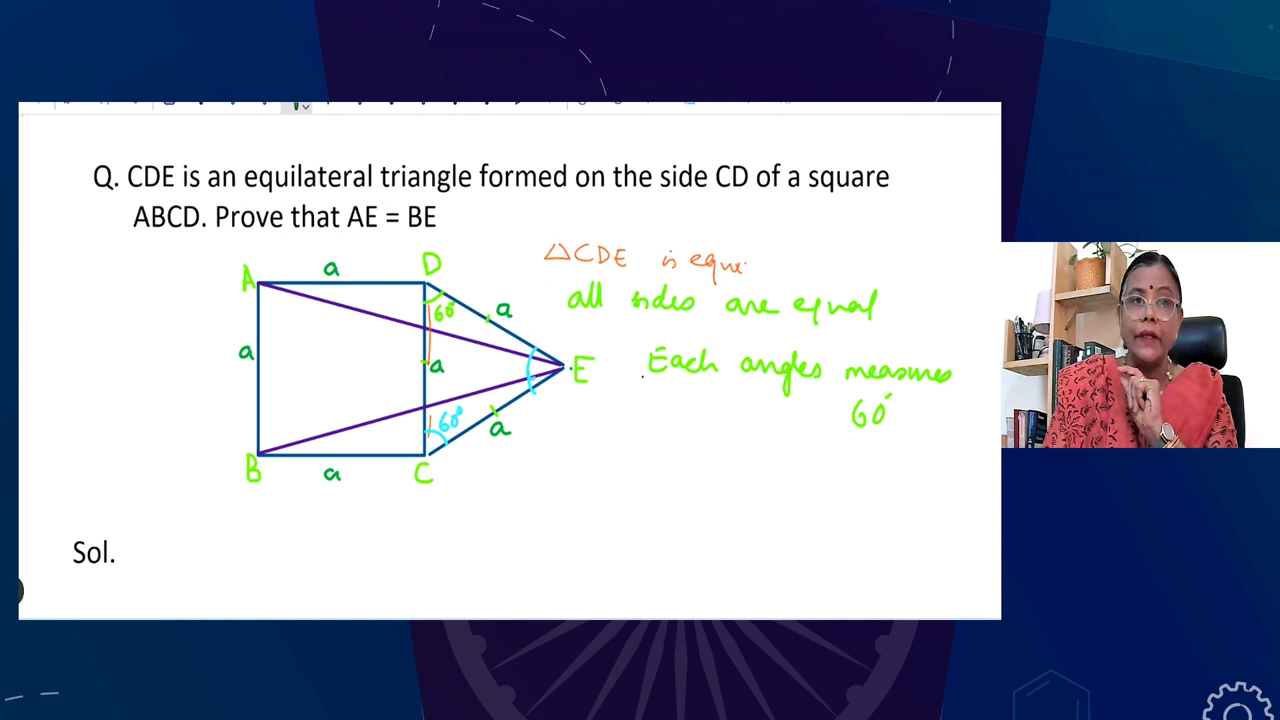 Q. CDE is an equilateral triangle formed on the side CD of a square
ABCD. Prove that AE = BE
△CDE is equi
all sides are equal
Each angles measures
60°
A
a
D
60°
a
a
a
E
60°
a
B
a
C
Sol.